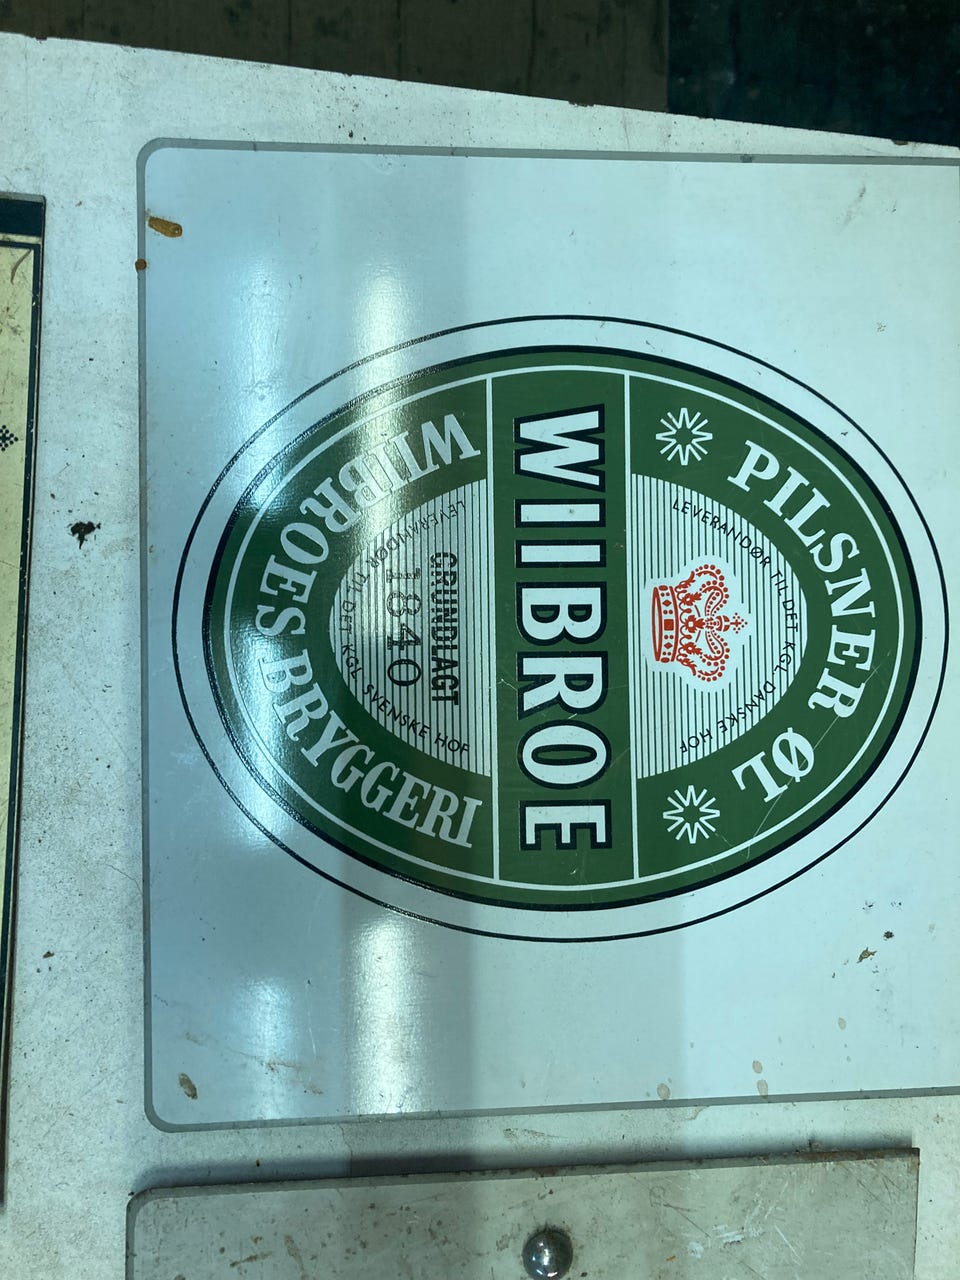 PILSNER ØL
LEVERANDØR TIL DET KGL. DANSKE HOF
WIIBROE
GRUNDLAGT
1840
LEVERANDØR TIL DET KGL. SVENSKE HOF
WIIBROES BRYGGERI